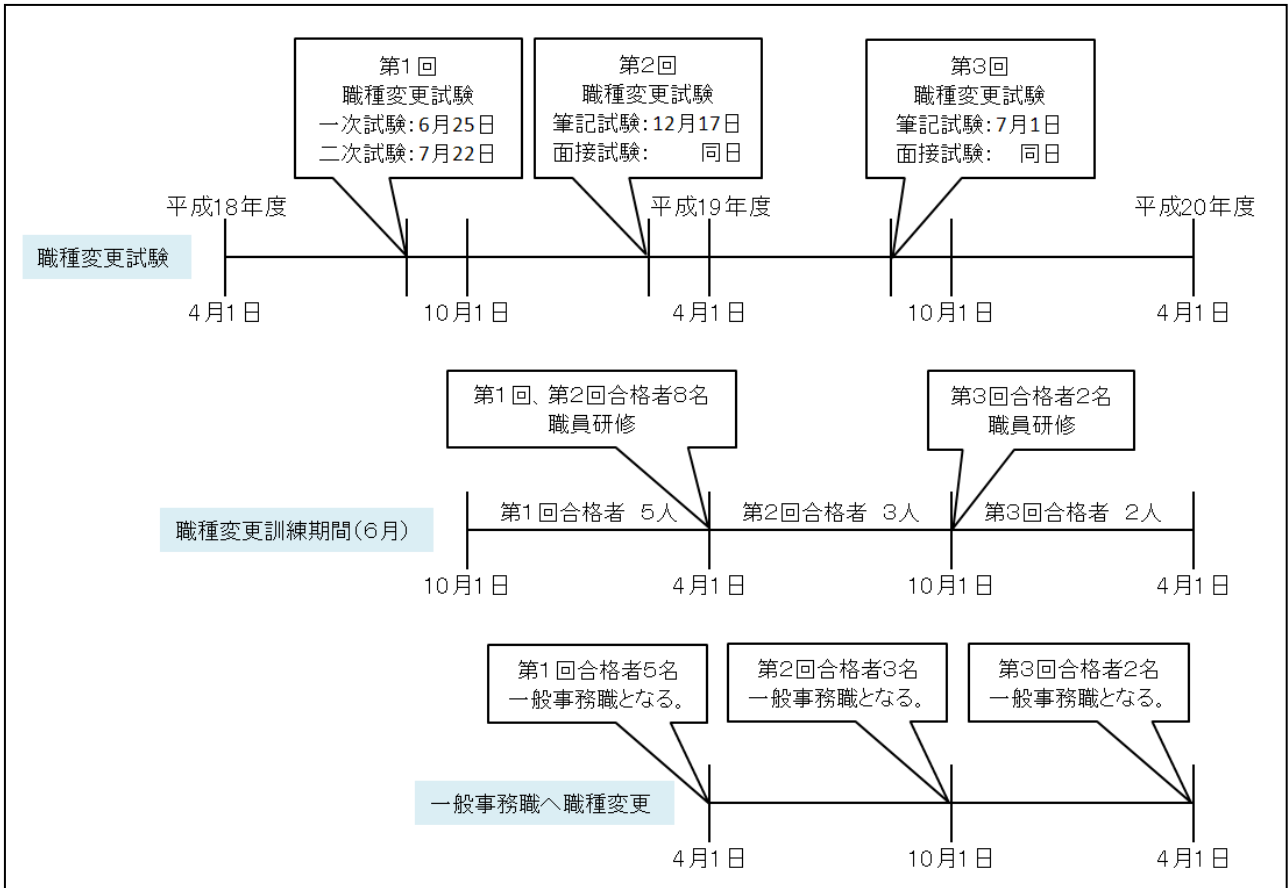 第1回
職種変更試験
一次試験:6月25日
二次試験:7月22日
第2回
職種変更試験
筆記試験:12月17日
面接試験: 同日
第3回
職種変更試験
筆記試験:7月1日
面接試験: 同日
平成18年度
平成19年度
平成20年度
職種変更試験
4月1日
10月1日
4月1日
10月1日
4月1日
第1回、第2回合格者8名
職員研修
第3回合格者2名
職員研修
職種変更訓練期間(6月)
第1回合格者 5人
第2回合格者 3人
第3回合格者 2人
10月1日
4月1日
10月1日
4月1日
第1回合格者5名
一般事務職となる。
第2回合格者3名
一般事務職となる。
第3回合格者2名
一般事務職となる。
一般事務職へ職種変更
4月1日
10月1日
4月1日